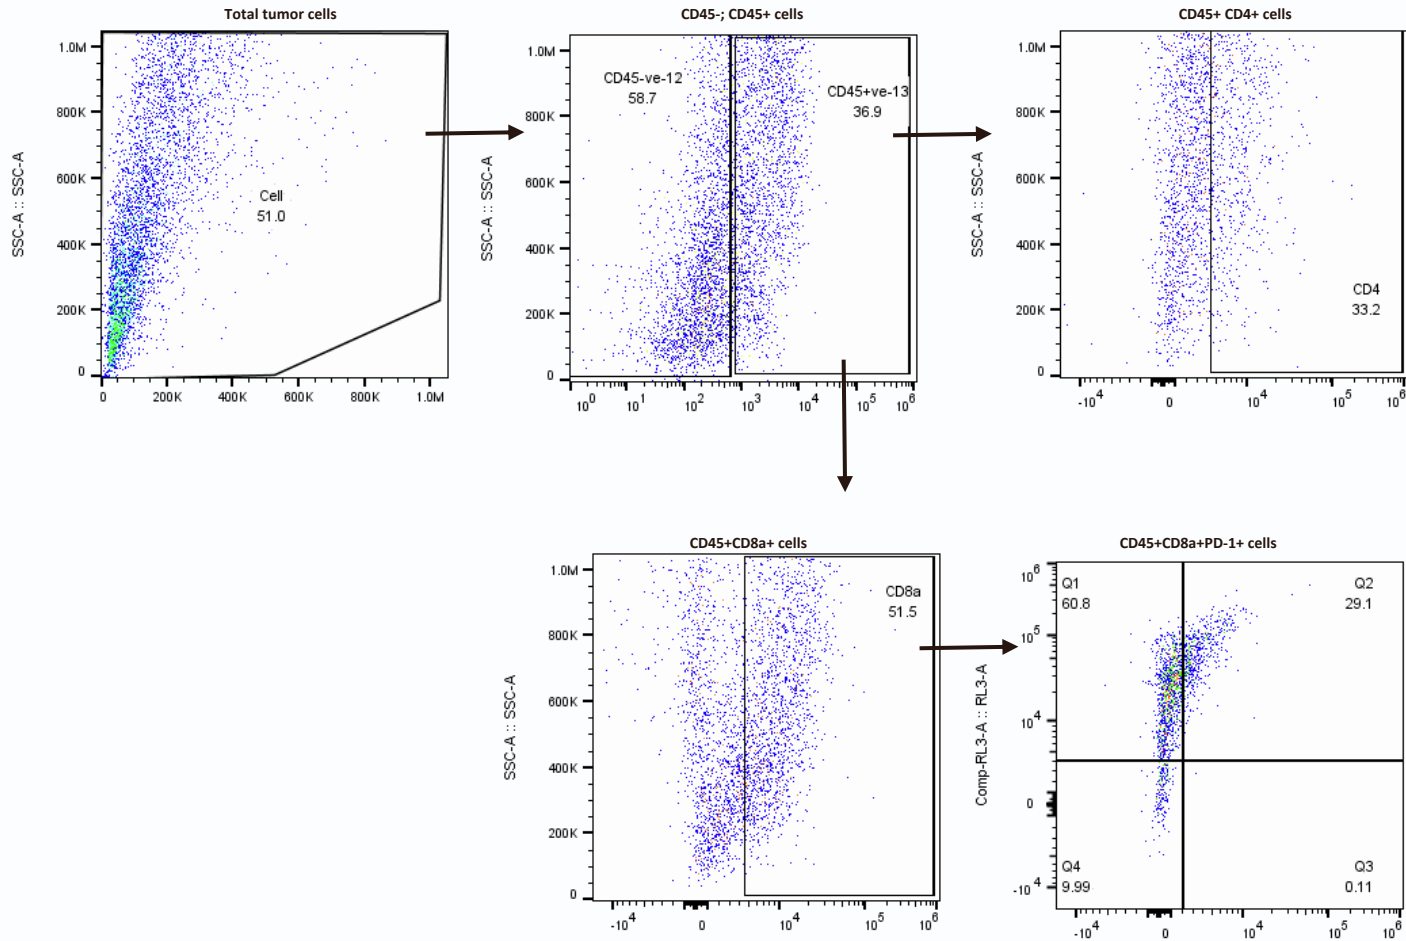 Total tumor cells
CD45-; CD45+ cells
CD45+ CD4+ cells
SSC-A :: SSC-A
1.0M
800K
600K
400K
200K
0
Cell
51.0
0 200K 400K 600K 800K 1.0M
SSC-A :: SSC-A
1.0M
800K
600K
400K
200K
0
CD45-ve-12
58.7
CD45+ve-13
36.9
10^0 10^1 10^2 10^3 10^4 10^5 10^6
SSC-A :: SSC-A
1.0M
800K
600K
400K
200K
0
CD4
33.2
-10^4 0 10^4 10^5 10^6
CD45+CD8a+ cells
CD45+CD8a+PD-1+ cells
SSC-A :: SSC-A
1.0M
800K
600K
400K
200K
0
CD8a
51.5
-10^4 0 10^4 10^5 10^6
Comp-RL3-A :: RL3-A
10^6
10^5
10^4
0
-10^4
Q1
60.8
Q2
29.1
Q4
9.99
Q3
0.11
-10^4 0 10^4 10^5 10^6